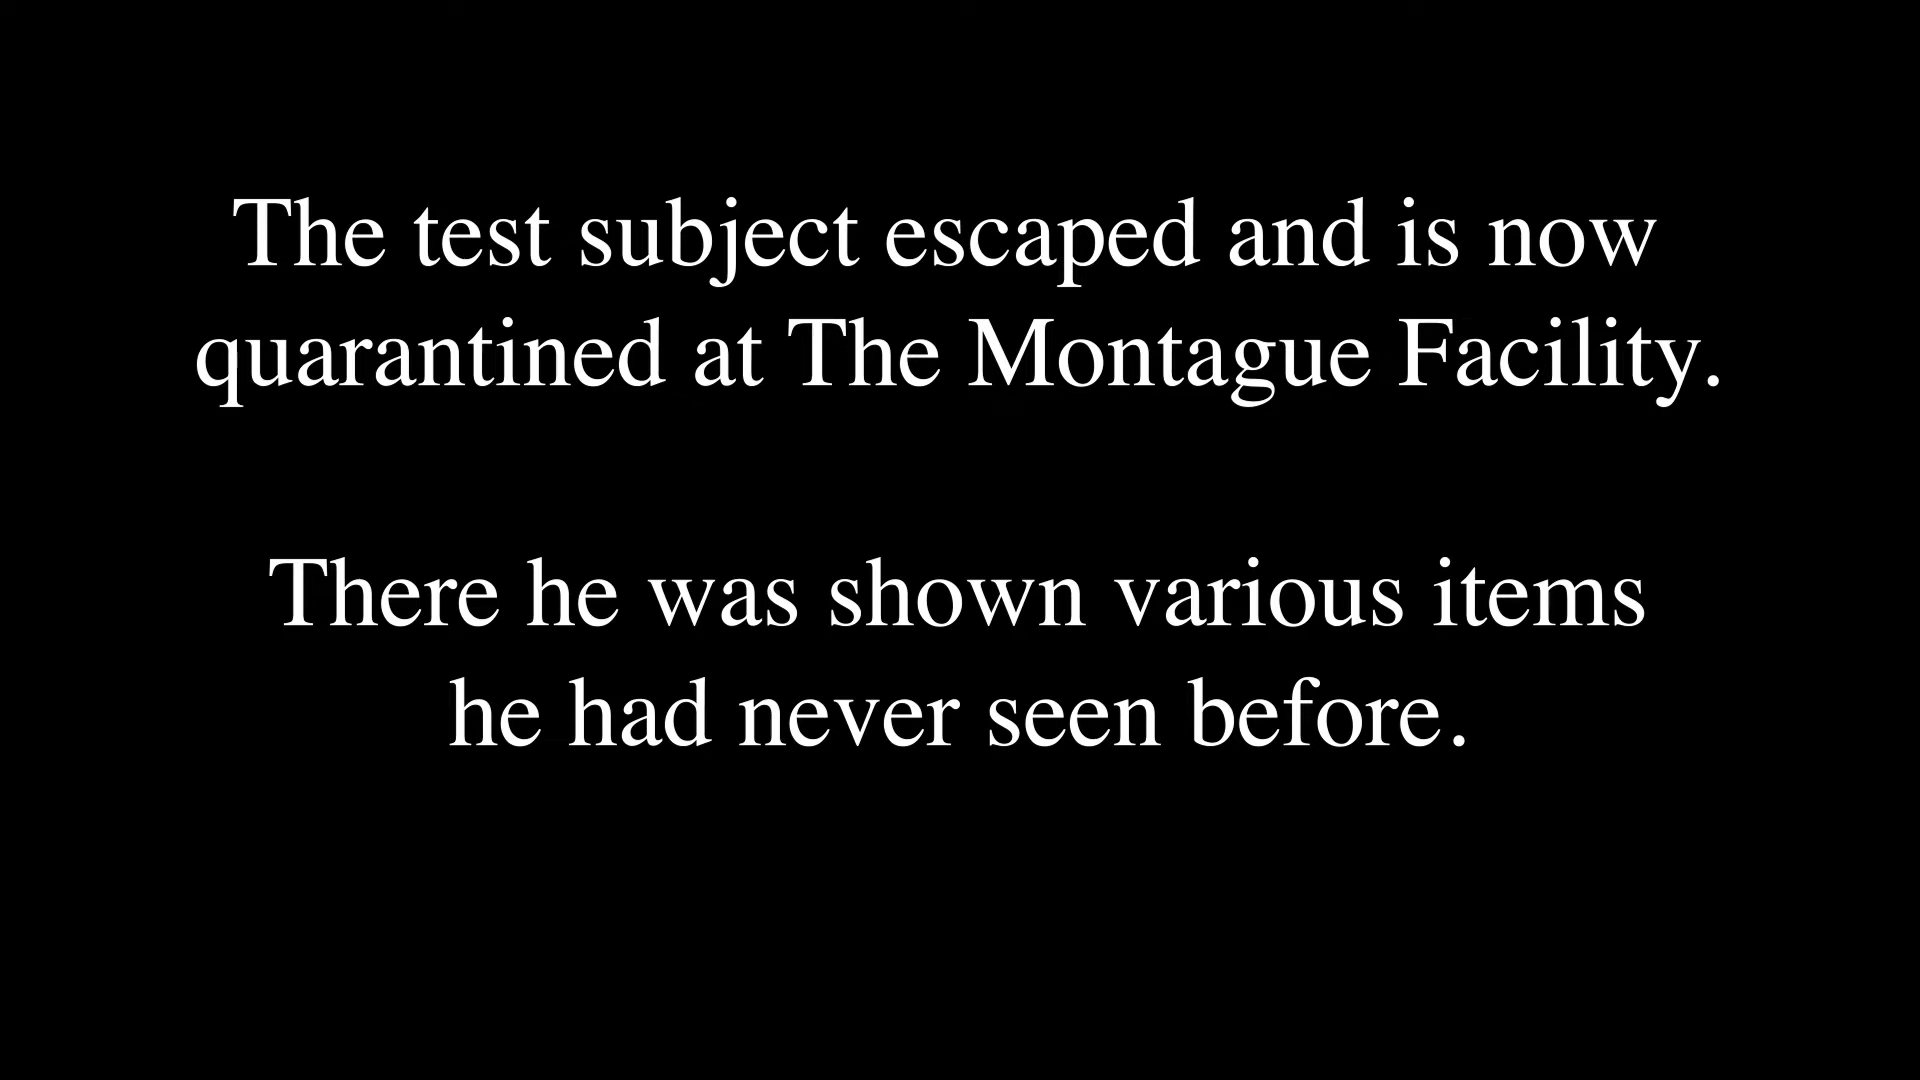 The test subject escaped and is now
quarantined at The Montague Facility.
There he was shown various items
he had never seen before.